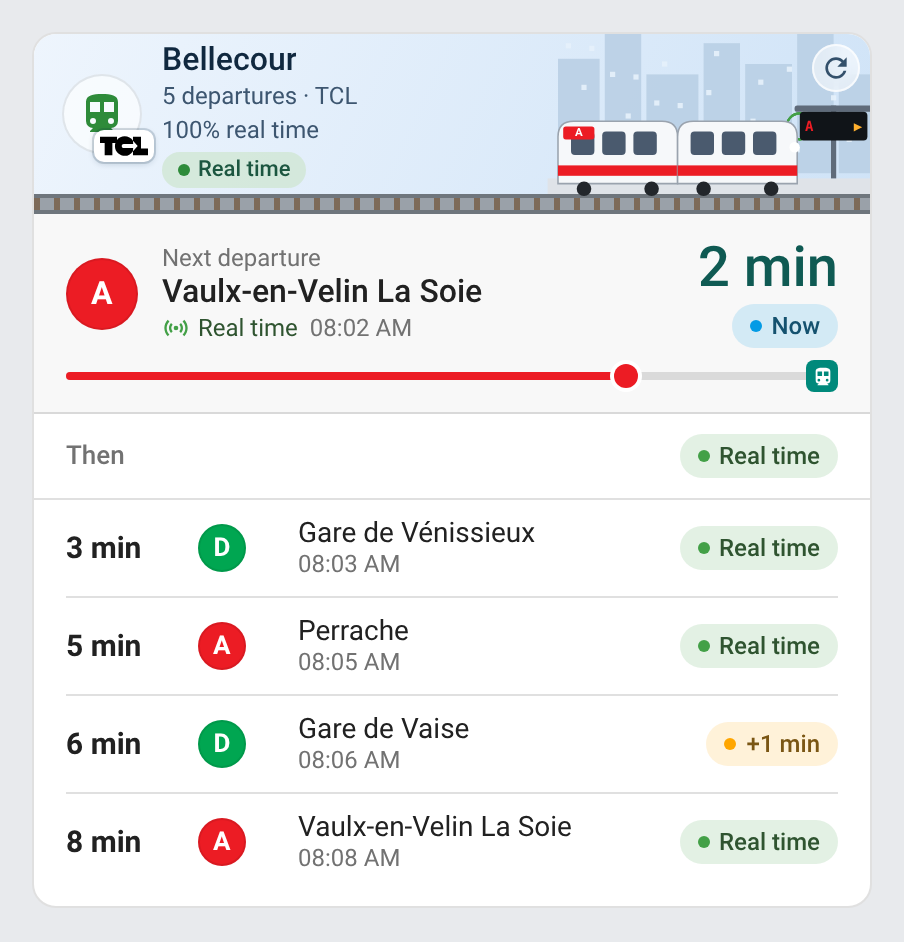 Bellecour
5 departures · TCL
100% real time
TCL
Real time
A
A
A
Next departure
Vaulx-en-Velin La Soie
Real time 08:02 AM
2 min
Now
Then
Real time
3 min
D
Gare de Vénissieux
08:03 AM
Real time
5 min
A
Perrache
08:05 AM
Real time
6 min
D
Gare de Vaise
08:06 AM
+1 min
8 min
A
Vaulx-en-Velin La Soie
08:08 AM
Real time